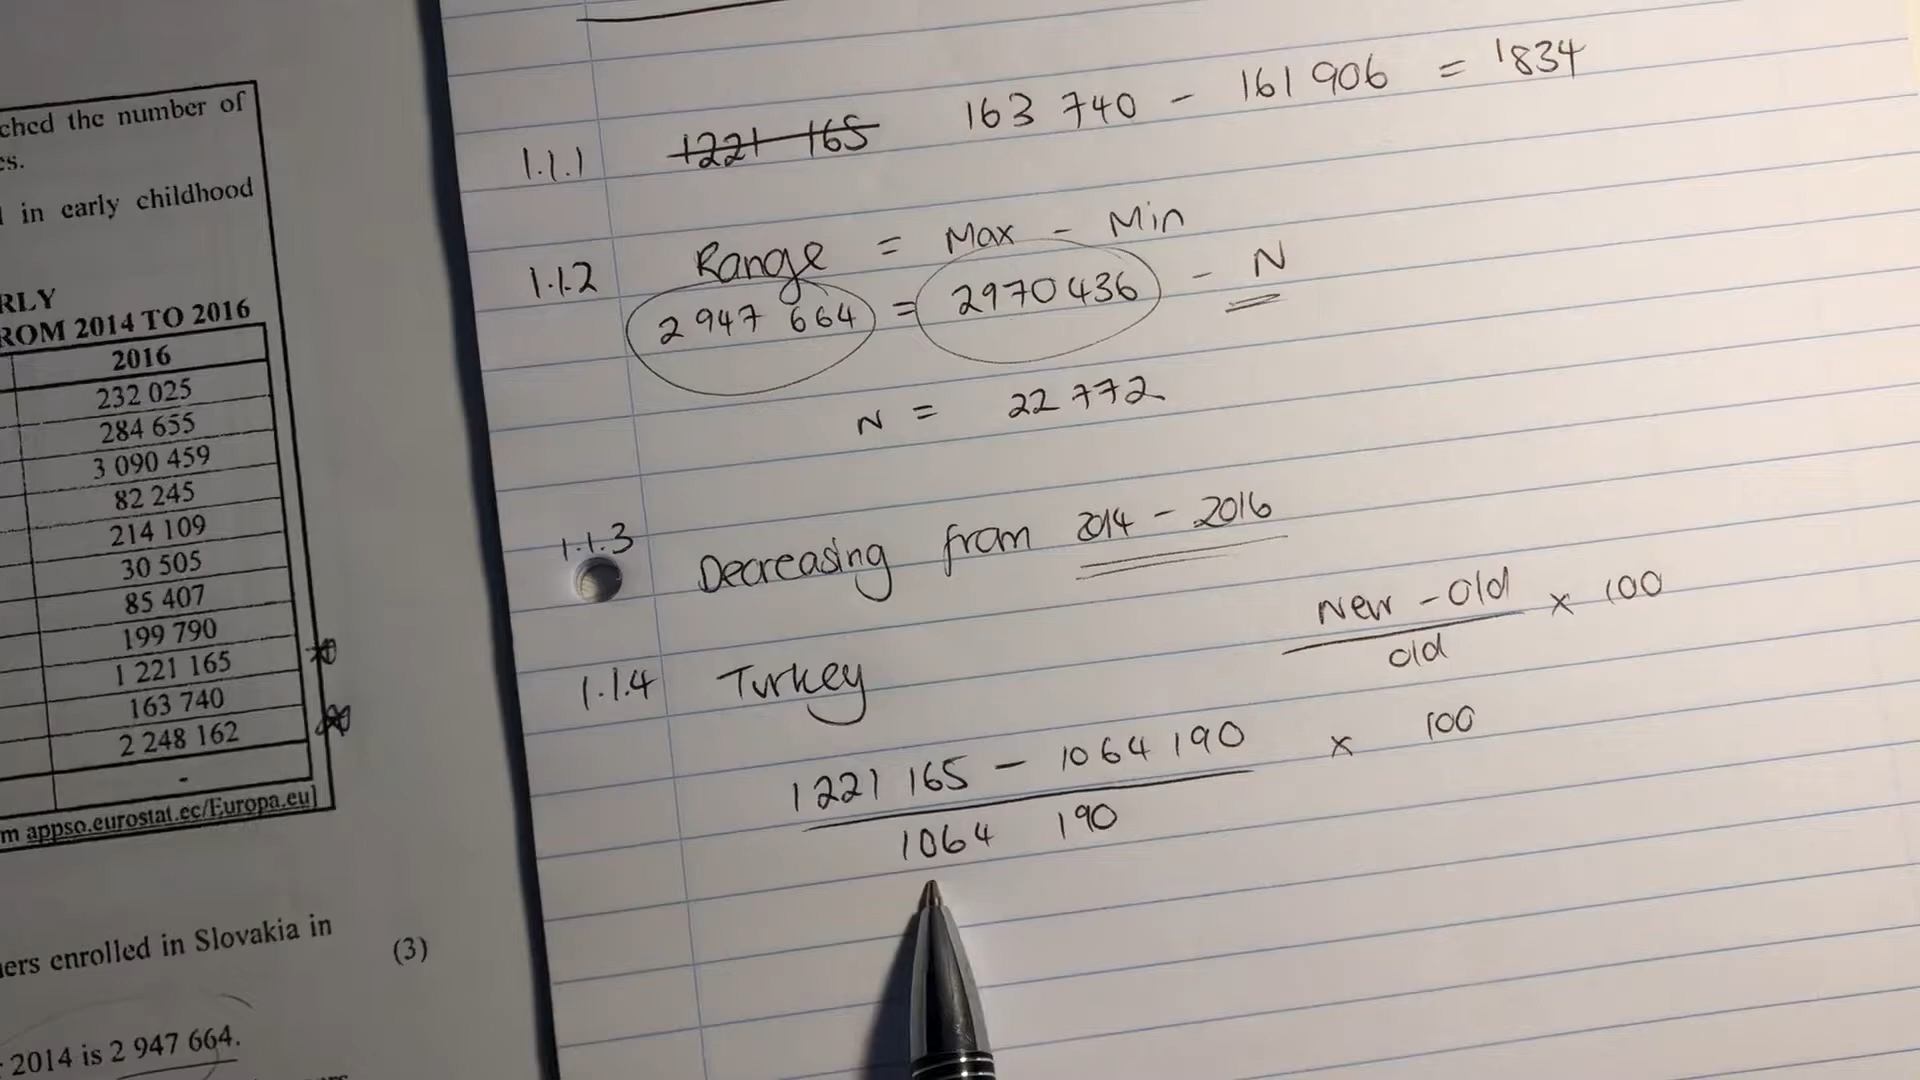 ched the number of
es.
in early childhood
RLY
ROM 2014 TO 2016
2016
232 025
284 655
3 090 459
82 245
214 109
30 505
85 407
199 790
1 221 165
163 740
2 248 162
-
m appso.eurostat.ec/Europa.eu]
ers enrolled in Slovakia in (3)
2014 is 2 947 664.
1.1.1 1221 165 163 740 - 161 906 = 1834
1.1.2 Range = Max - Min
2 947 664 = 2970436 - N
N = 22 772
1.1.3 Decreasing from 2014 - 2016
1.1.4 Turkey
New - Old × 100
old
1221 165 - 1064 190 × 100
1064 190